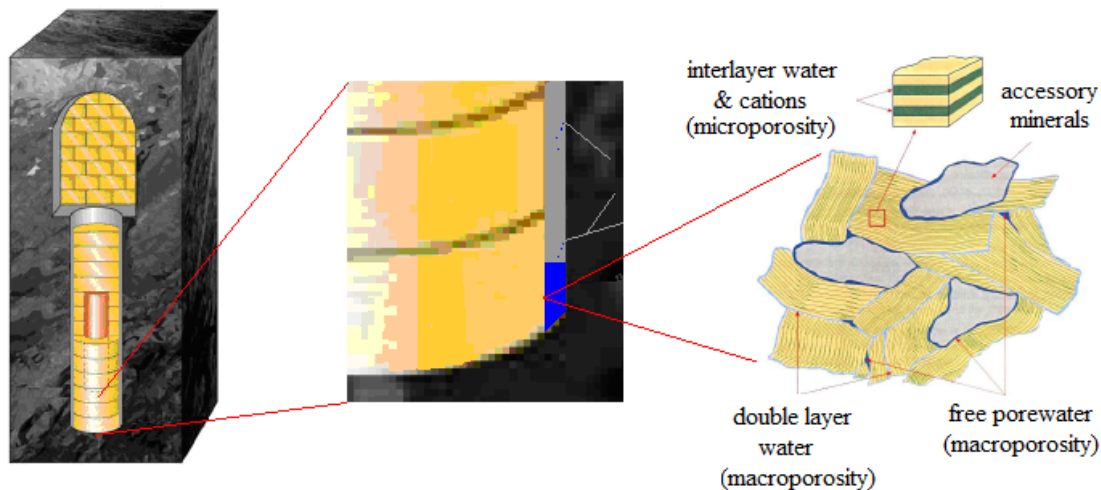 interlayer water
& cations
(microporosity)
accessory
minerals
double layer
water
(macroporosity)
free porewater
(macroporosity)